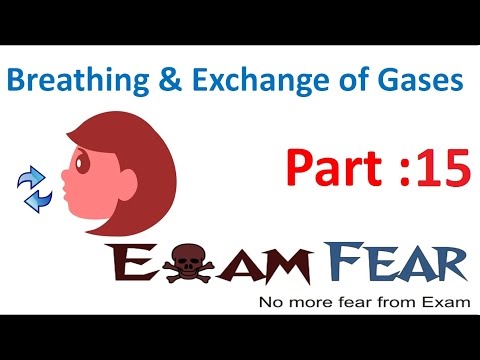 Breathing & Exchange of Gases
Part :15
EXAM FEAR
No more fear from Exam